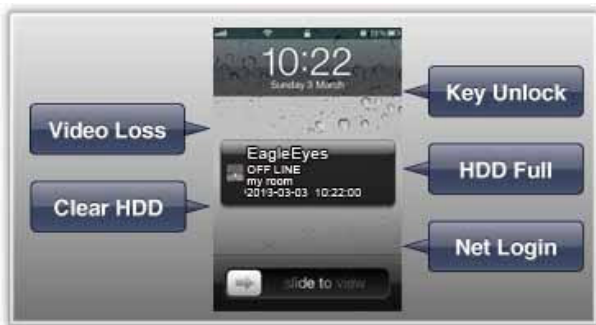 10:22
Sunday 3 March
Key Unlock
Video Loss
EagleEyes
OFF LINE
my room
2013-03-03 10:22:00
HDD Full
Clear HDD
Net Login
slide to view